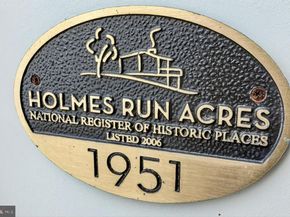 HOLMES RUN ACRES
NATIONAL REGISTER OF HISTORIC PLACES
LISTED 2006
1951